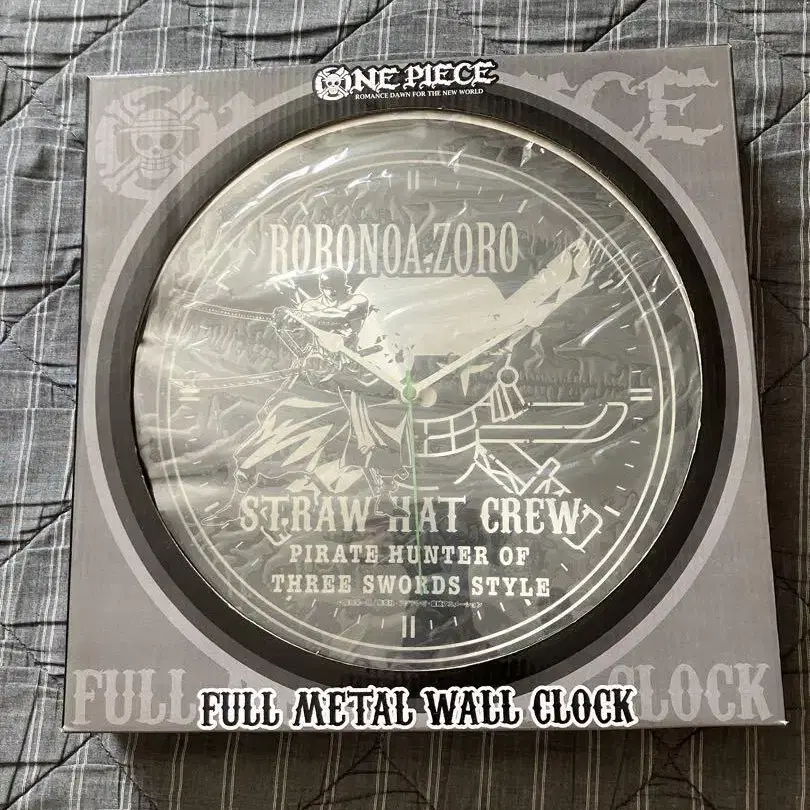 ONE PIECE
ROMANCE DAWN FOR THE NEW WORLD
RORONOA ZORO
STRAW HAT CREW
PIRATE HUNTER OF
THREE SWORDS STYLE
FULL METAL WALL CLOCK